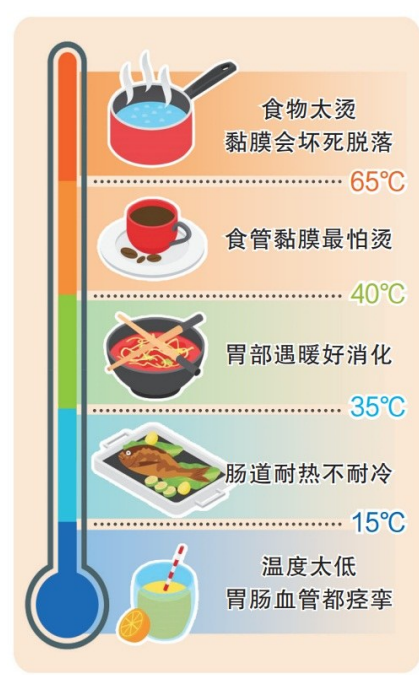 食物太烫
黏膜会坏死脱落
65℃
食管黏膜最怕烫
40℃
胃部遇暖好消化
35℃
肠道耐热不耐冷
15℃
温度太低
胃肠血管都痉挛